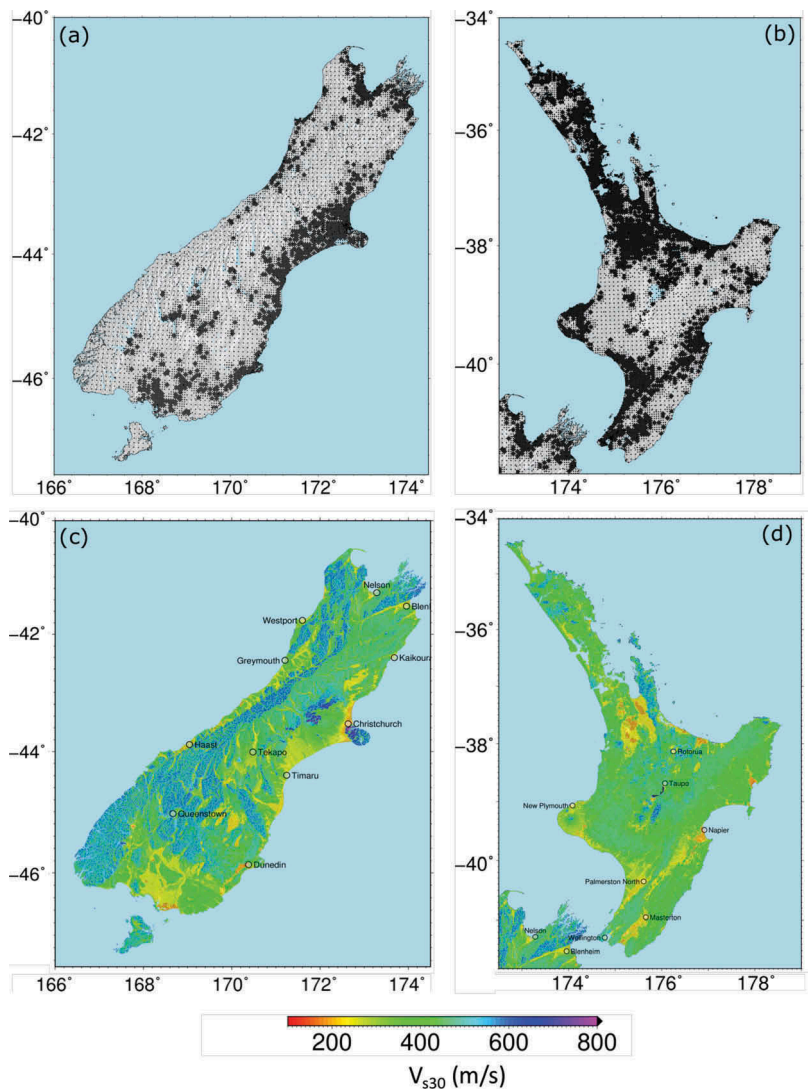 −40°
(a)
−42°
−44°
−46°
166°
168°
170°
172°
174°
−34°
(b)
−36°
−38°
−40°
174°
176°
178°
−40°
(c)
Nelson
Blen
−42°
Westport
Greymouth
Kaikoura
Christchurch
−44°
Haast
Tekapo
Timaru
Queenstown
−46°
Dunedin
166°
168°
170°
172°
174°
−34°
(d)
−36°
−38°
Rotorua
Taupo
New Plymouth
Napier
−40°
Palmerston North
Masterton
Nelson
Wellington
Blenheim
174°
176°
178°
200 400 600 800
Vs30 (m/s)